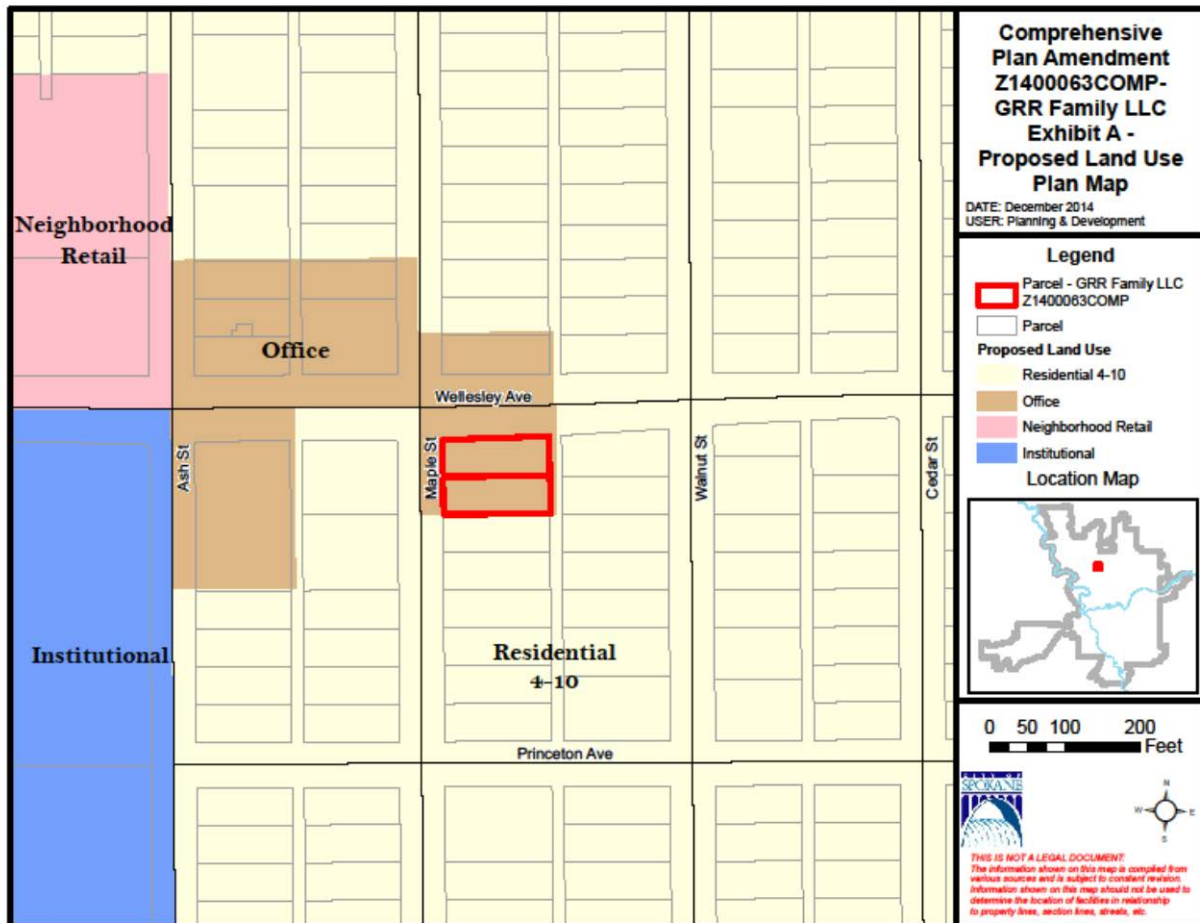 Comprehensive
Plan Amendment
Z1400063COMP-
GRR Family LLC
Exhibit A -
Proposed Land Use
Plan Map
DATE: December 2014
USER: Planning & Development
Legend
Parcel - GRR Family LLC
Z1400063COMP
Parcel
Proposed Land Use
Residential 4-10
Office
Neighborhood Retail
Institutional
Location Map
0 50 100 200
Feet
SPOKANE
N
W E
S
THIS IS NOT A LEGAL DOCUMENT:
The information shown on this map is compiled from
various sources and is subject to constant revision.
Information shown on this map should not be used to
determine the location of facilities in relationship
to property lines, section lines, streets, etc.
Neighborhood
Retail
Office
Wellesley Ave
Ash St
Maple St
Walnut St
Cedar St
Institutional
Residential
4-10
Princeton Ave